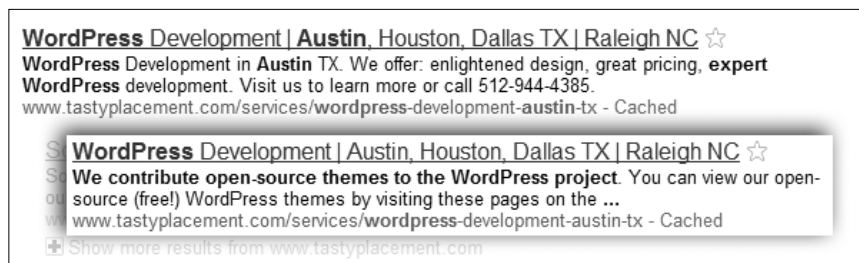 WordPress Development | Austin, Houston, Dallas TX | Raleigh NC
WordPress Development in Austin TX. We offer: enlightened design, great pricing, expert
WordPress development. Visit us to learn more or call 512-944-4385.
www.tastyplacement.com/services/wordpress-development-austin-tx - Cached
WordPress Development | Austin, Houston, Dallas TX | Raleigh NC
We contribute open-source themes to the WordPress project. You can view our open-
source (free!) WordPress themes by visiting these pages on the ...
www.tastyplacement.com/services/wordpress-development-austin-tx - Cached
Show more results from www.tastyplacement.com